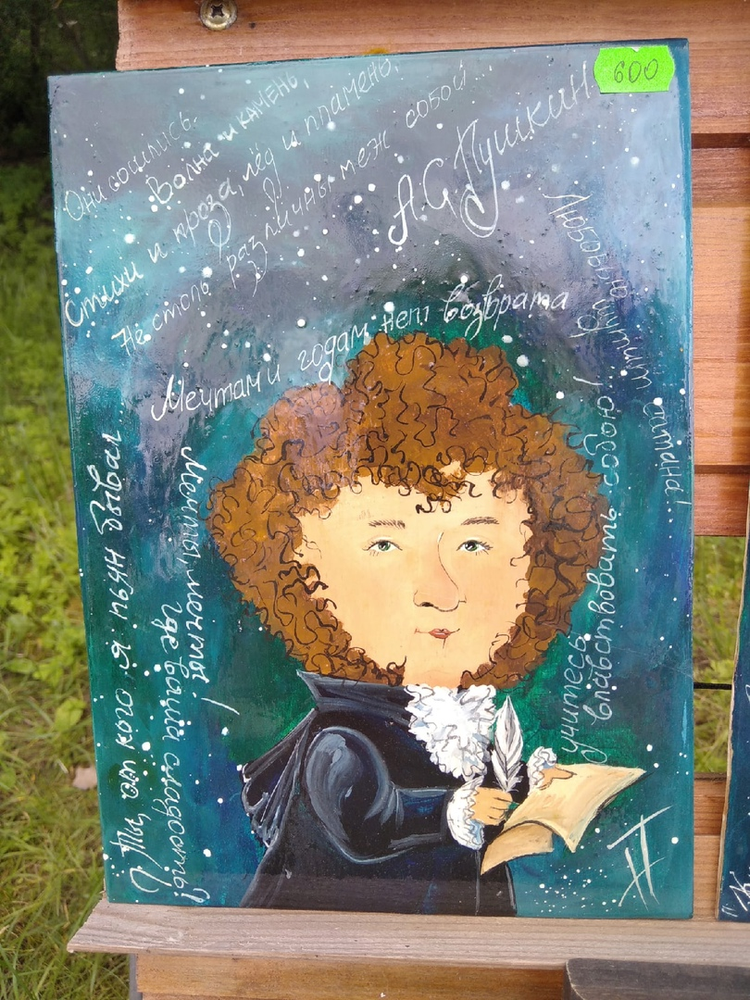 600
Они сошлись.
Волна и камень,
Стихи и проза, лёд и пламень,
Не столь различны меж собой...
А.С.Пушкин
Мечтам и годам нет возврата
Ты, от кого я пьян бывал
Мечты, мечты!
где ваша сладость!
учитесь
властвовать собою!
шутит сатана!